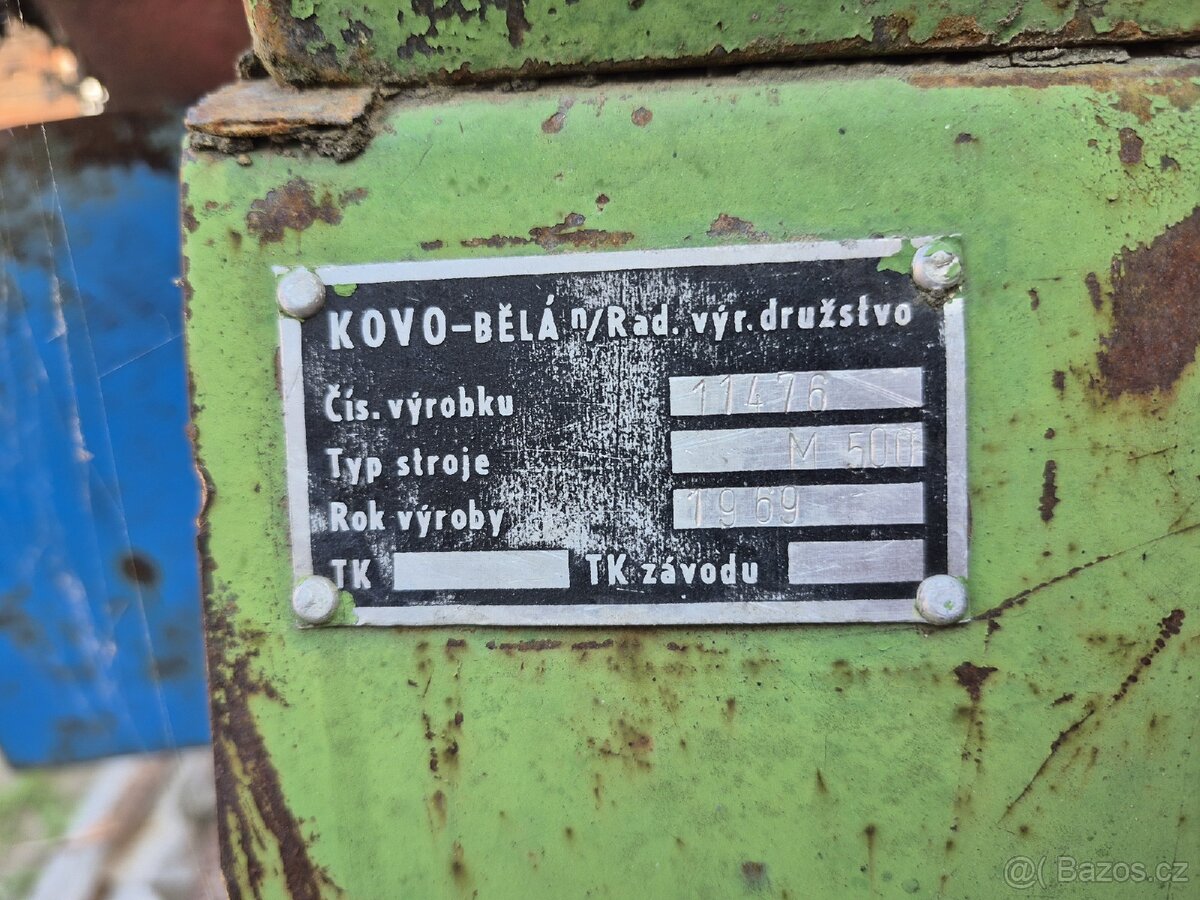 KOVO-BĚLÁ n/Rad. výr. družstvo
Čís. výrobku 11476
Typ stroje M 500
Rok výroby 1969
TK TK závodu
@( Bazos.cz